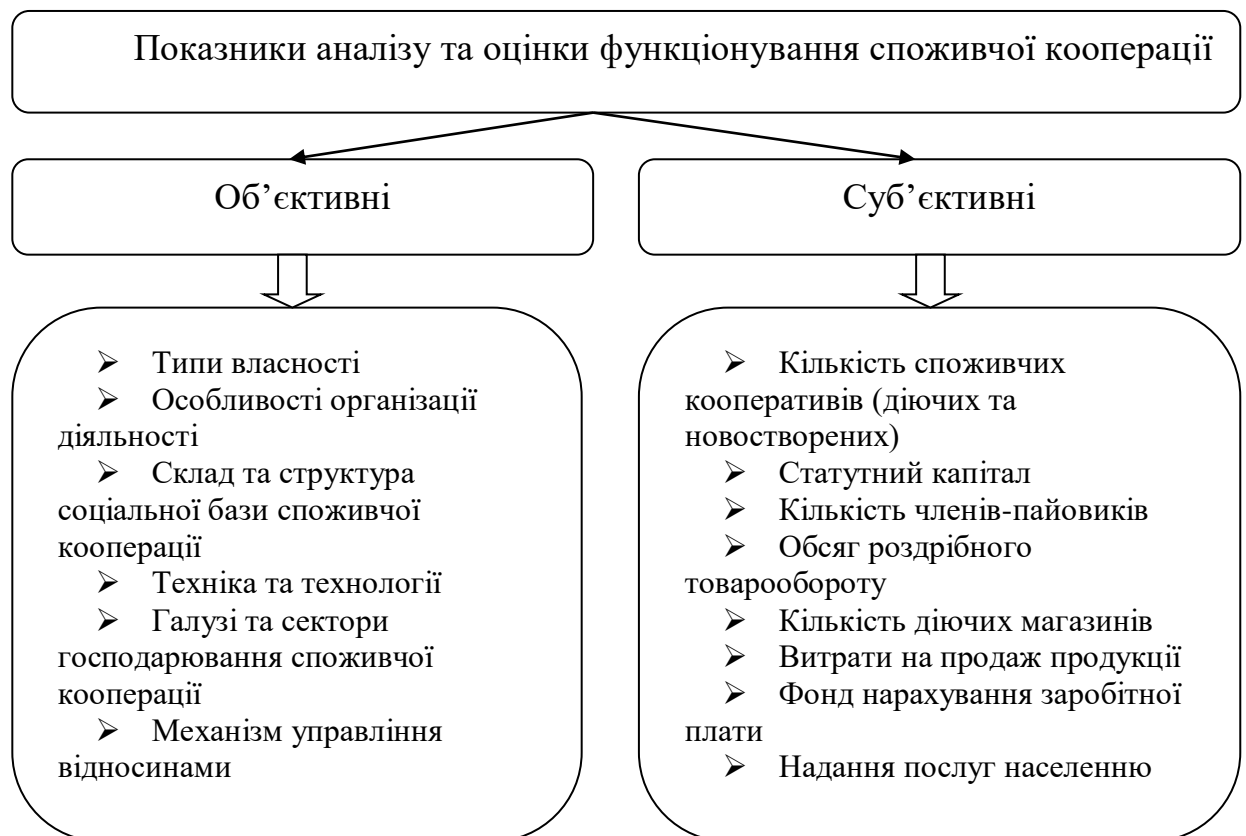 Показники аналізу та оцінки функціонування споживчої кооперації
Об’єктивні
Суб’єктивні
➢ Типи власності
➢ Особливості організації
діяльності
➢ Склад та структура
соціальної бази споживчої
кооперації
➢ Техніка та технології
➢ Галузі та сектори
господарювання споживчої
кооперації
➢ Механізм управління
відносинами
➢ Кількість споживчих
кооперативів (діючих та
новостворених)
➢ Статутний капітал
➢ Кількість членів-пайовиків
➢ Обсяг роздрібного
товарообороту
➢ Кількість діючих магазинів
➢ Витрати на продаж продукції
➢ Фонд нарахування заробітної
плати
➢ Надання послуг населенню